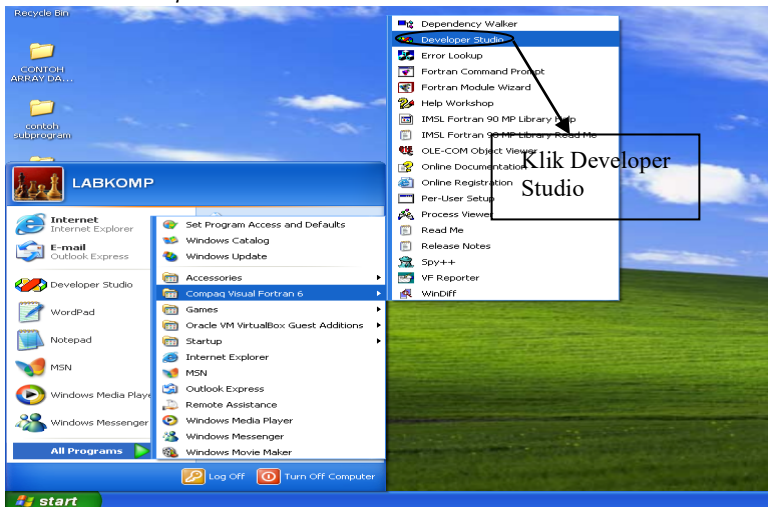 Recycle Bin
CONTOH
ARRAY DA...
contoh
subprogram
LABKOMP
Internet
Internet Explorer
E-mail
Outlook Express
Developer Studio
WordPad
Notepad
MSN
Windows Media Playe
Windows Messenger
All Programs
Set Program Access and Defaults
Windows Catalog
Windows Update
Accessories
Compaq Visual Fortran 6
Games
Oracle VM VirtualBox Guest Additions
Startup
Internet Explorer
MSN
Outlook Express
Remote Assistance
Windows Media Player
Windows Messenger
Windows Movie Maker
Log Off
Turn Off Computer
start
Dependency Walker
Developer Studio
Error Lookup
Fortran Command Prompt
Fortran Module Wizard
Help Workshop
IMSL Fortran 90 MP Library Help
IMSL Fortran 90 MP Library Read Me
OLE-COM Object Viewer
Online Documentation
Online Registration
Per-User Setup
Process Viewer
Read Me
Release Notes
Spy++
VF Reporter
WinDiff
Klik Developer
Studio